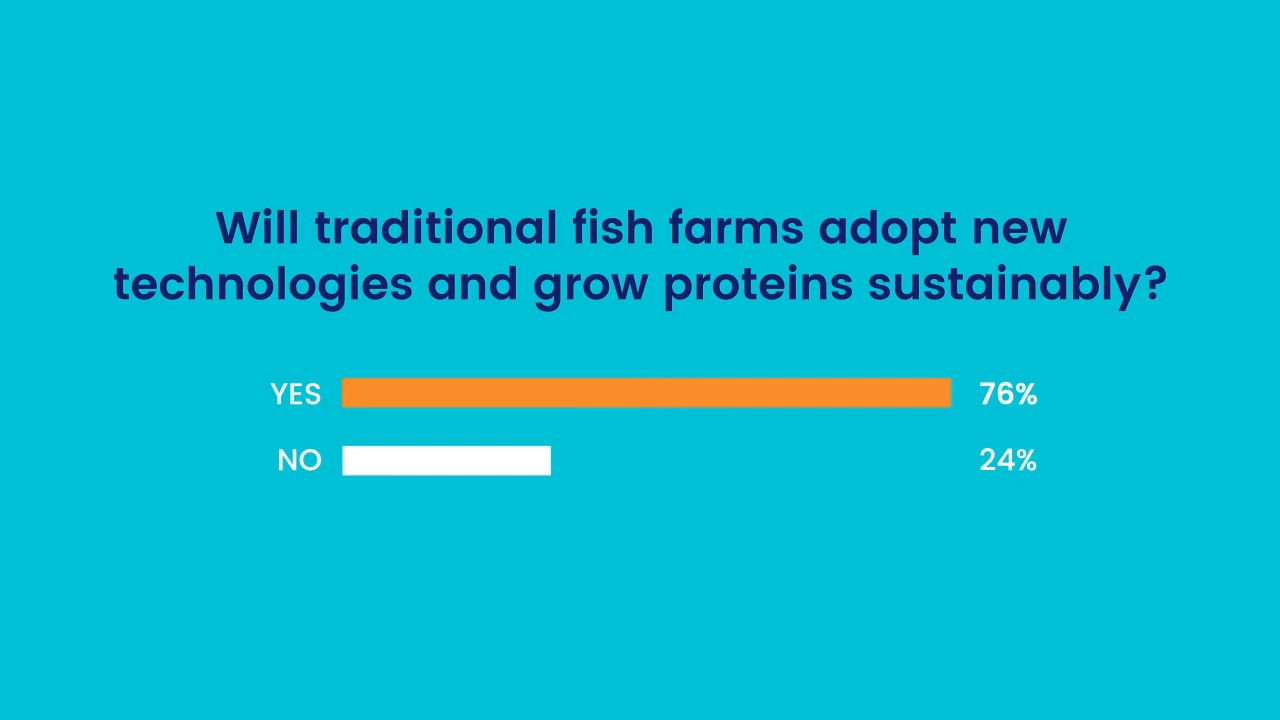 Will traditional fish farms adopt new
technologies and grow proteins sustainably?
YES 76%
NO 24%